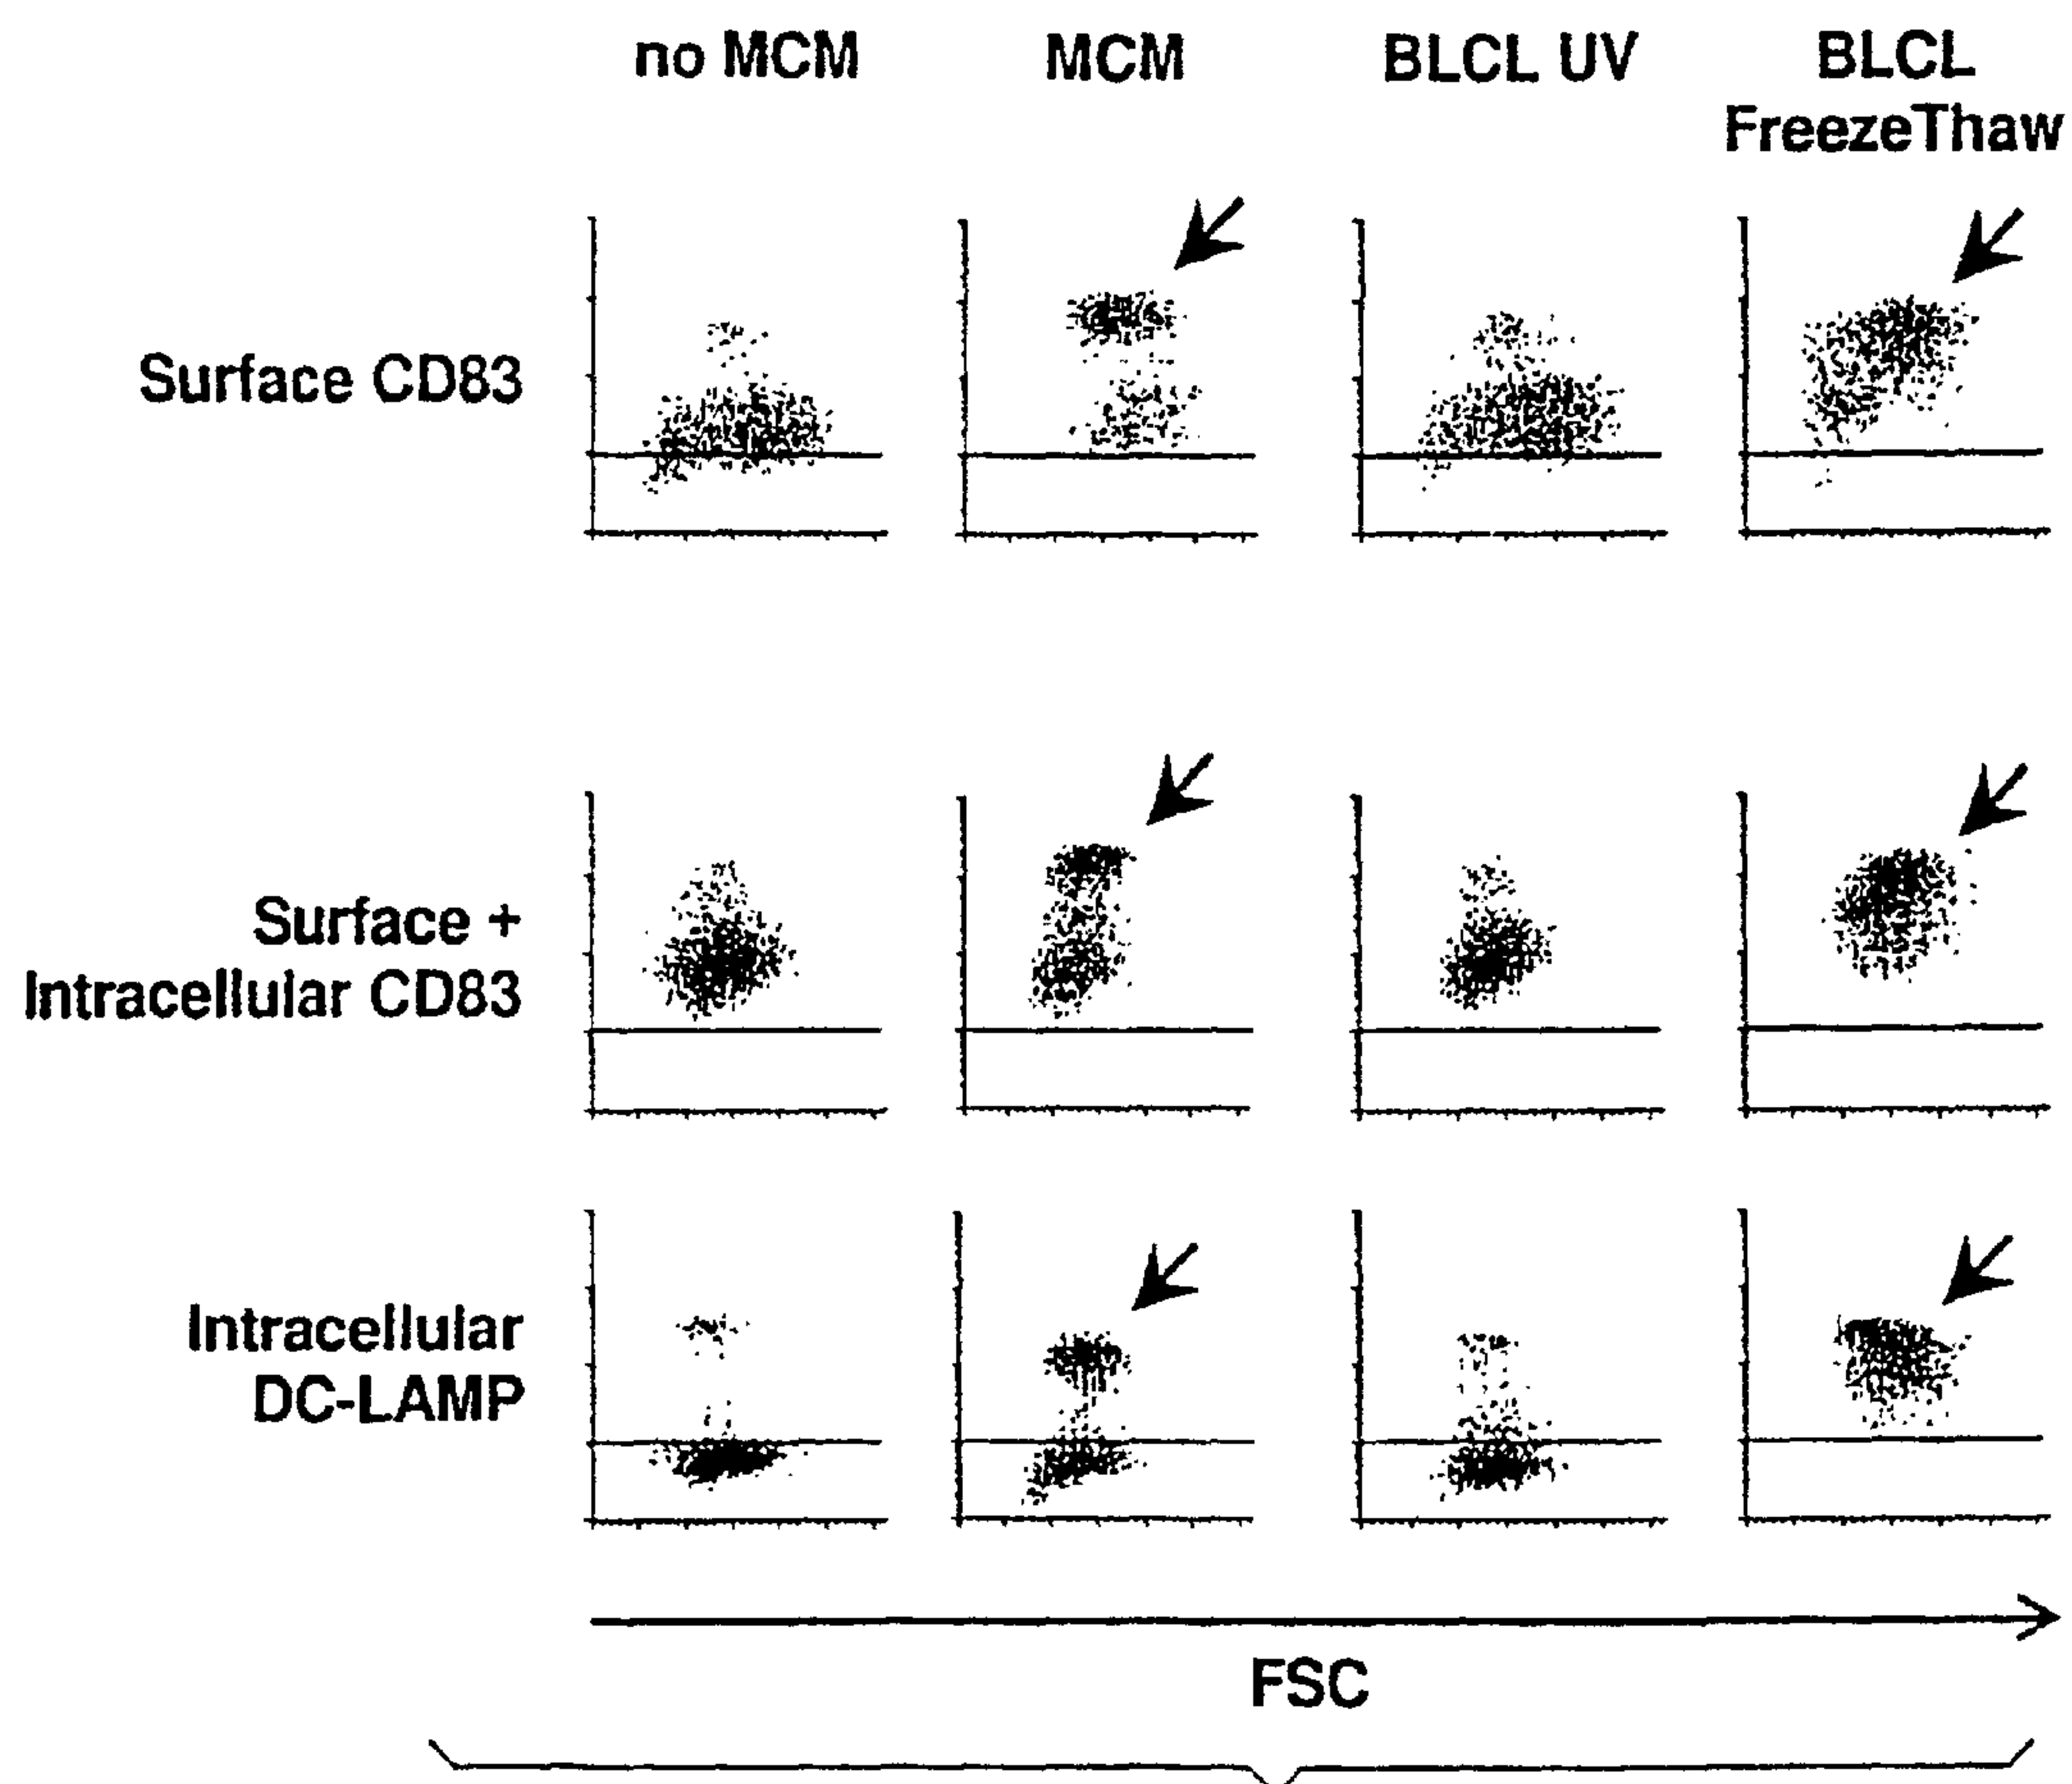 no MCM
MCM
BLCL UV
BLCL
FreezeThaw
Surface CD83
Surface +
Intracellular CD83
Intracellular
DC-LAMP
FSC